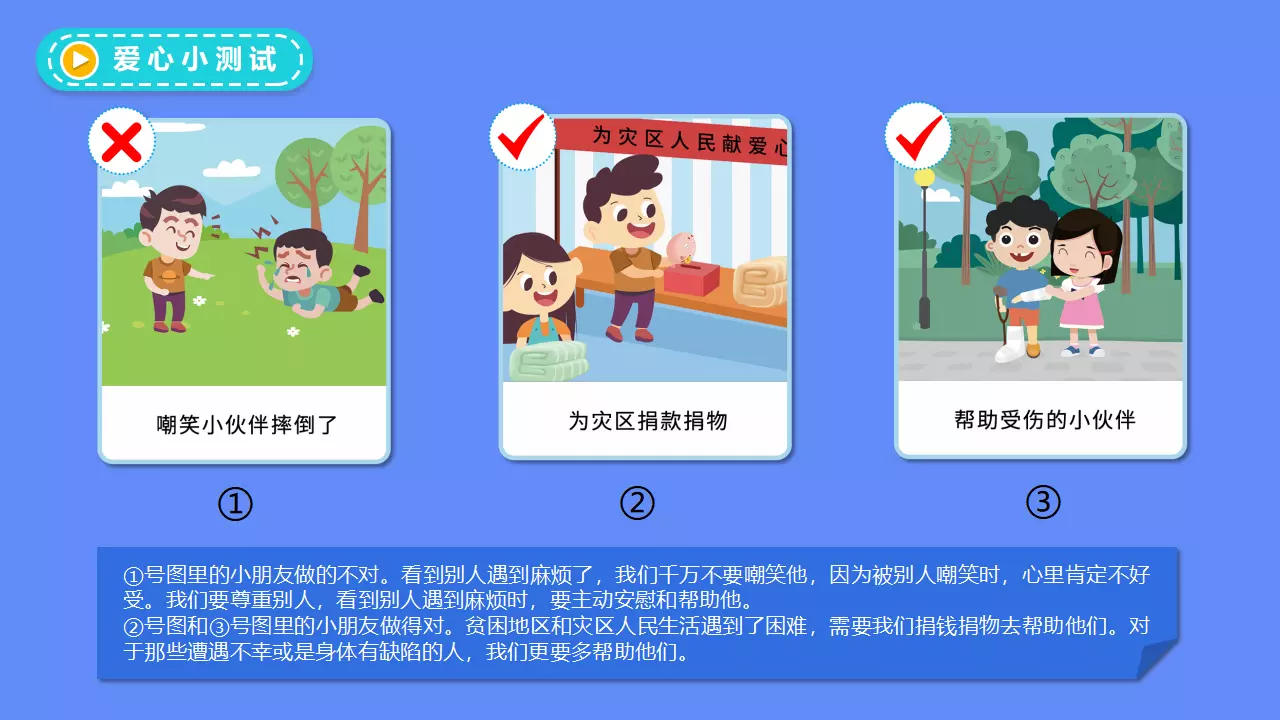 爱心小测试
为灾区人民献爱心
嘲笑小伙伴摔倒了
为灾区捐款捐物
帮助受伤的小伙伴
①
②
③
①号图里的小朋友做的不对。看到别人遇到麻烦了，我们千万不要嘲笑他，因为被别人嘲笑时，心里肯定不好
受。我们要尊重别人，看到别人遇到麻烦时，要主动安慰和帮助他。
②号图和③号图里的小朋友做得对。贫困地区和灾区人民生活遇到了困难，需要我们捐钱捐物去帮助他们。对
于那些遭遇不幸或是身体有缺陷的人，我们更要多帮助他们。